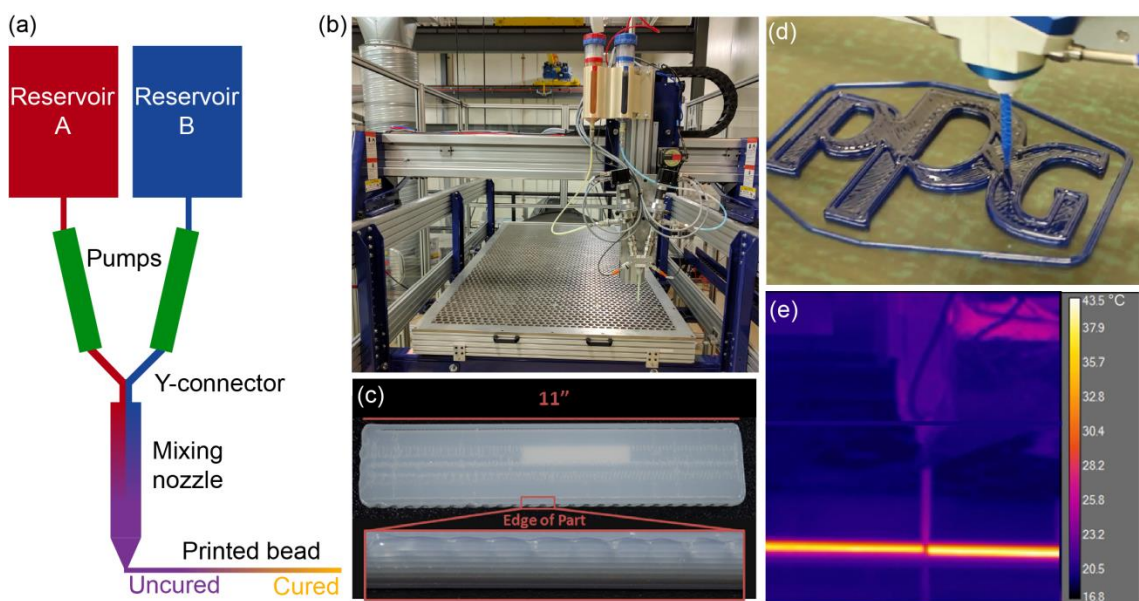 (a)
Reservoir
A
Reservoir
B
Pumps
Y-connector
Mixing
nozzle
Printed bead
Uncured
Cured
(b)
(c)
11”
Edge of Part
(d)
PPG
(e)
43.5 °C
37.9
35.7
32.8
30.4
28.2
25.8
23.2
20.5
16.8